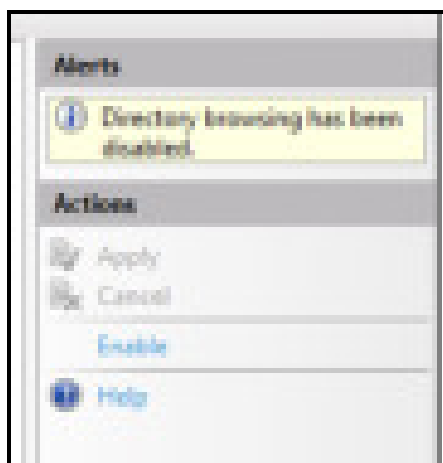 Alerts
Directory browsing has been
disabled.
Actions
Apply
Cancel
Enable
Help